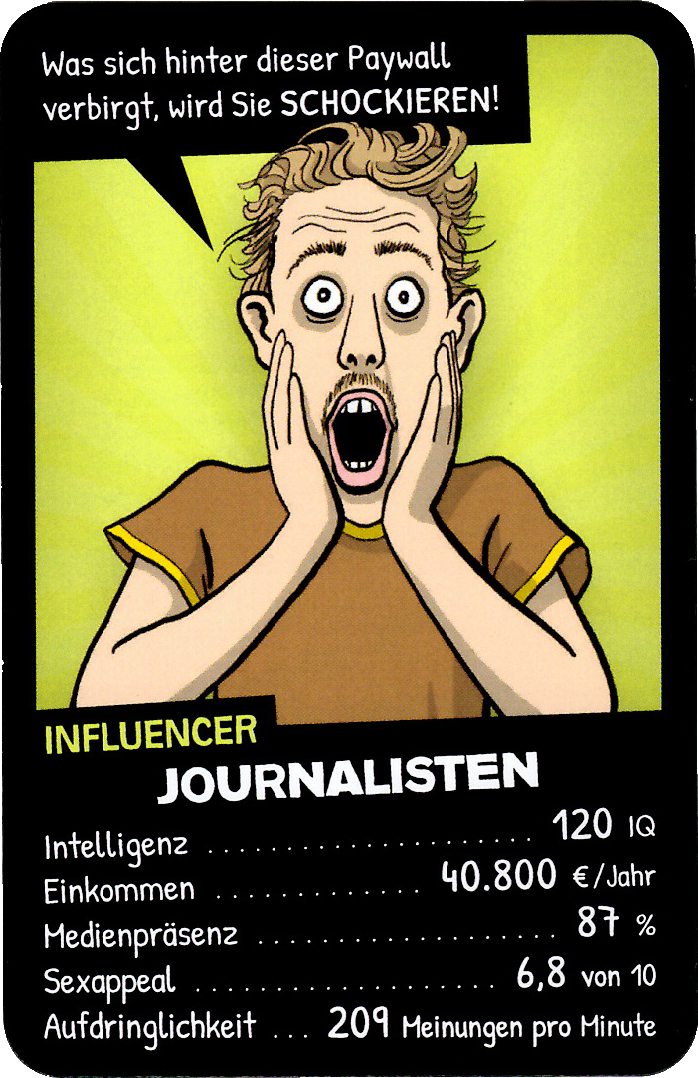 Was sich hinter dieser Paywall
verbirgt, wird Sie SCHOCKIEREN!
INFLUENCER
JOURNALISTEN
Intelligenz ..................... 120 IQ
Einkommen ............. 40.800 €/Jahr
Medienpräsenz ................... 87 %
Sexappeal ................... 6,8 von 10
Aufdringlichkeit ... 209 Meinungen pro Minute